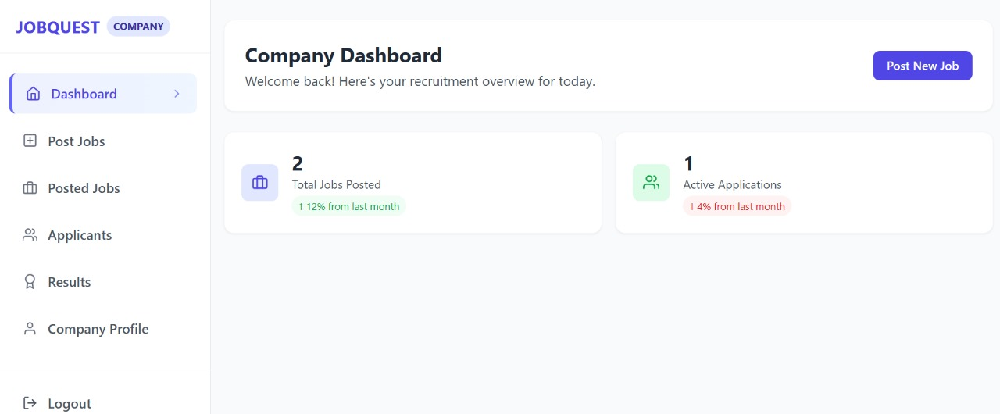 JOBQUEST COMPANY
Dashboard
Post Jobs
Posted Jobs
Applicants
Results
Company Profile
Logout
Company Dashboard
Welcome back! Here's your recruitment overview for today.
Post New Job
2
Total Jobs Posted
↑ 12% from last month
1
Active Applications
↓ 4% from last month